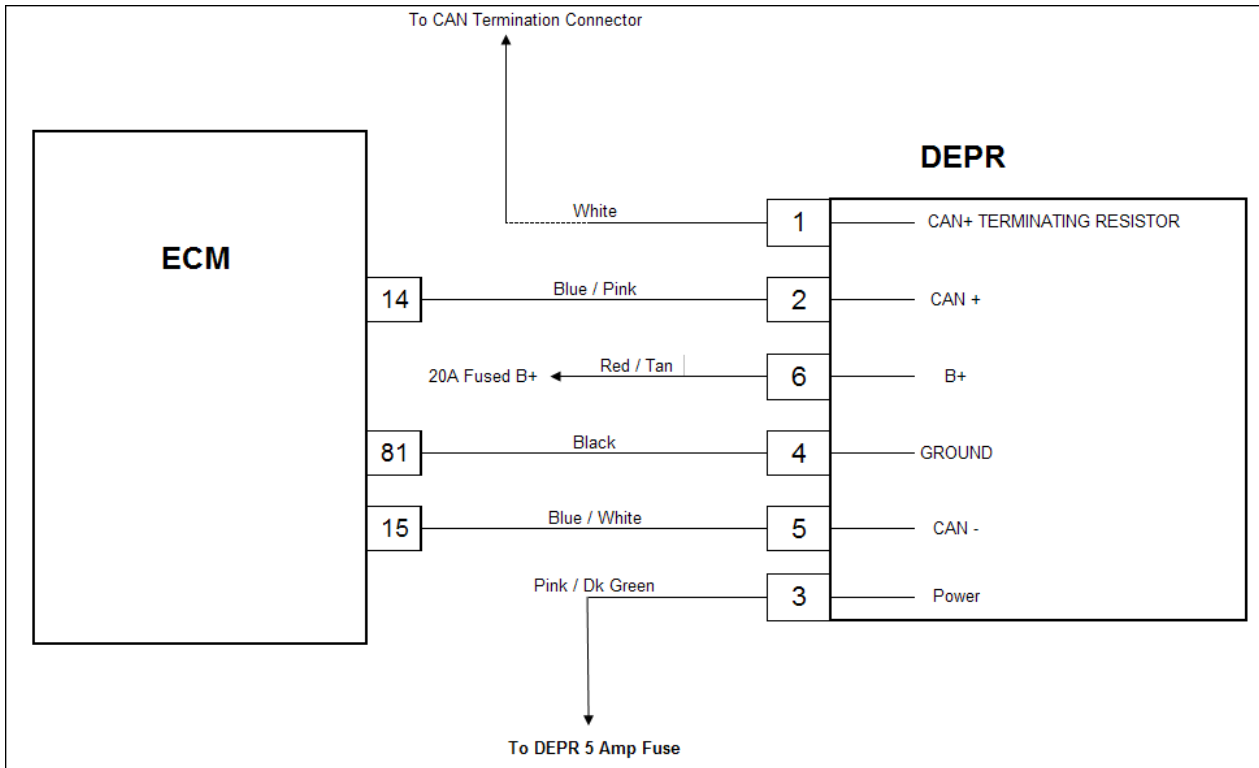 To CAN Termination Connector
DEPR
White
1
CAN+ TERMINATING RESISTOR
ECM
14
Blue / Pink
2
CAN +
20A Fused B+
Red / Tan
6
B+
81
Black
4
GROUND
15
Blue / White
5
CAN -
Pink / Dk Green
3
Power
To DEPR 5 Amp Fuse